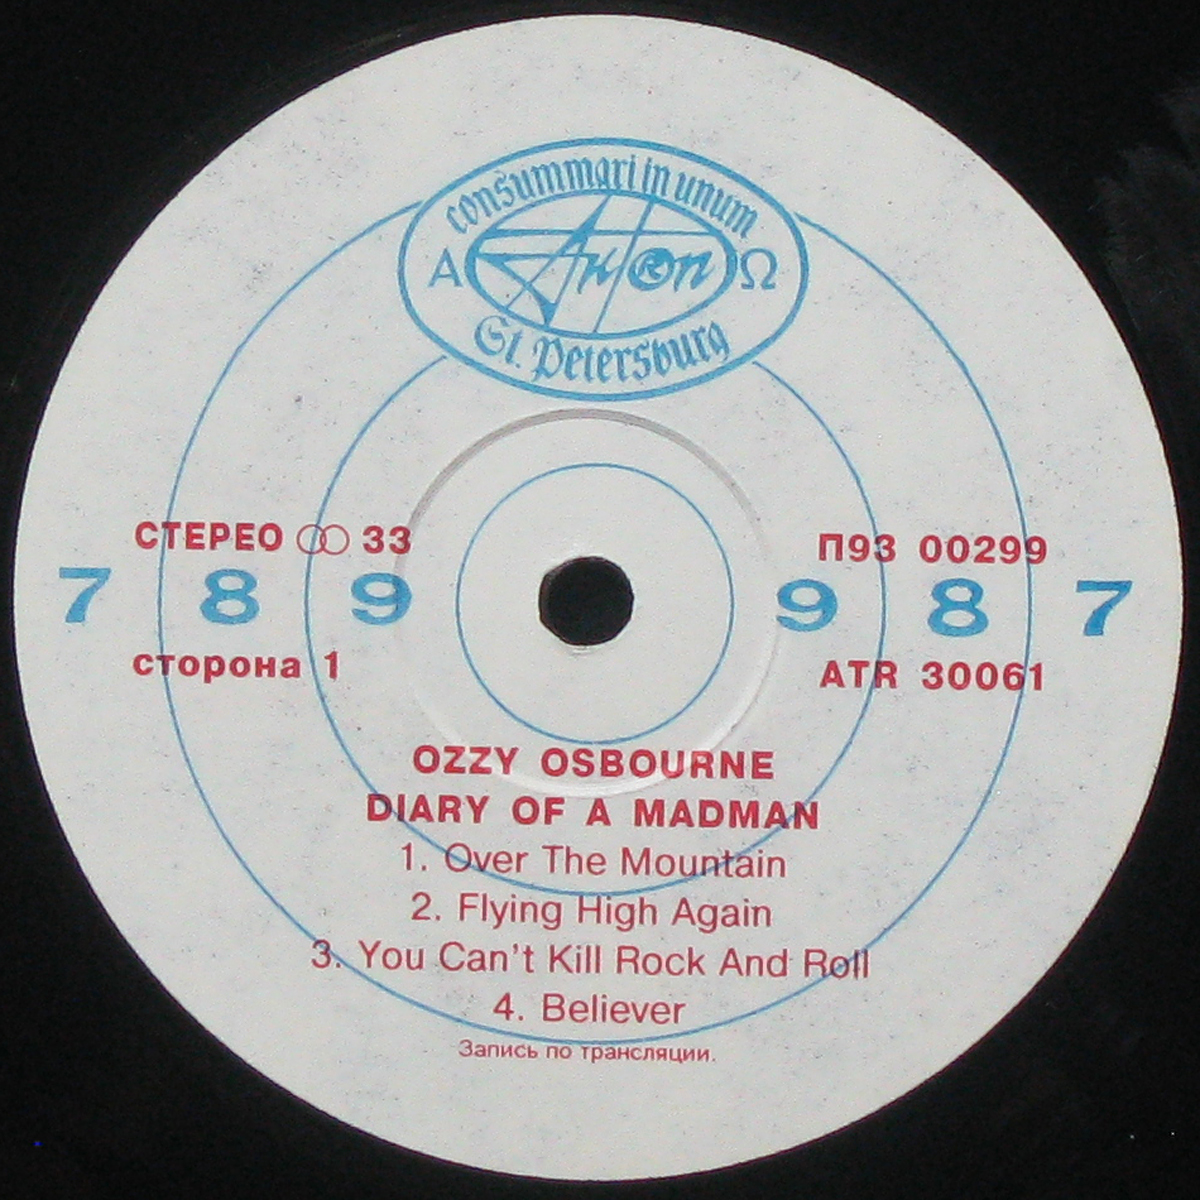 consummari in unum
Α АнТроп Ω
St. Petersburg
СТЕРЕО 33
П93 00299
7 8 9 9 8 7
сторона 1
ATR 30061
OZZY OSBOURNE
DIARY OF A MADMAN
1. Over The Mountain
2. Flying High Again
3. You Can't Kill Rock And Roll
4. Believer
Запись по трансляции.